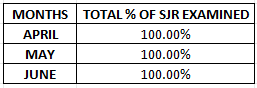 MONTHS TOTAL % OF SJR EXAMINED
APRIL 100.00%
MAY 100.00%
JUNE 100.00%